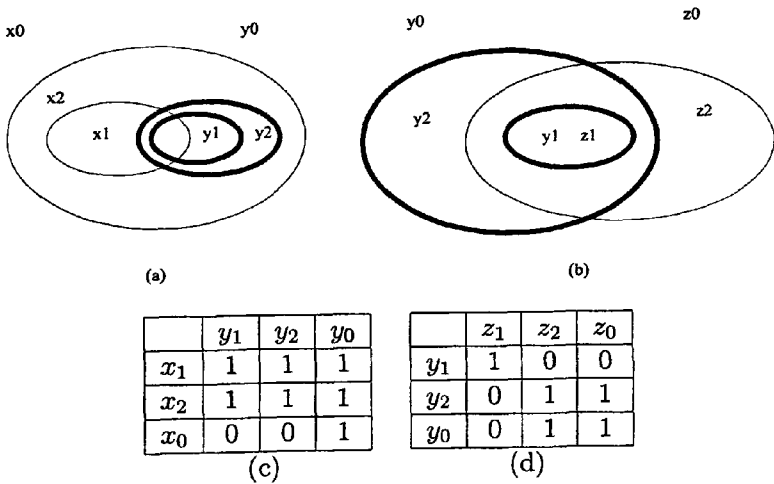 x0 y0
x2
x1 y1 y2
(a)
y0 z0
y2 y1 z1 z2
(b)
y₁ y₂ y₀
x₁ 1 1 1
x₂ 1 1 1
x₀ 0 0 1
(c)
z₁ z₂ z₀
y₁ 1 0 0
y₂ 0 1 1
y₀ 0 1 1
(d)